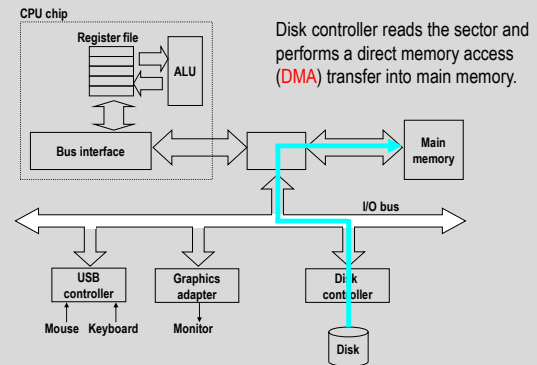 CPU chip
Register file
ALU
Disk controller reads the sector and
performs a direct memory access
(DMA) transfer into main memory.
Bus interface
Main
memory
I/O bus
USB
controller
Graphics
adapter
Disk
controller
Mouse
Keyboard
Monitor
Disk